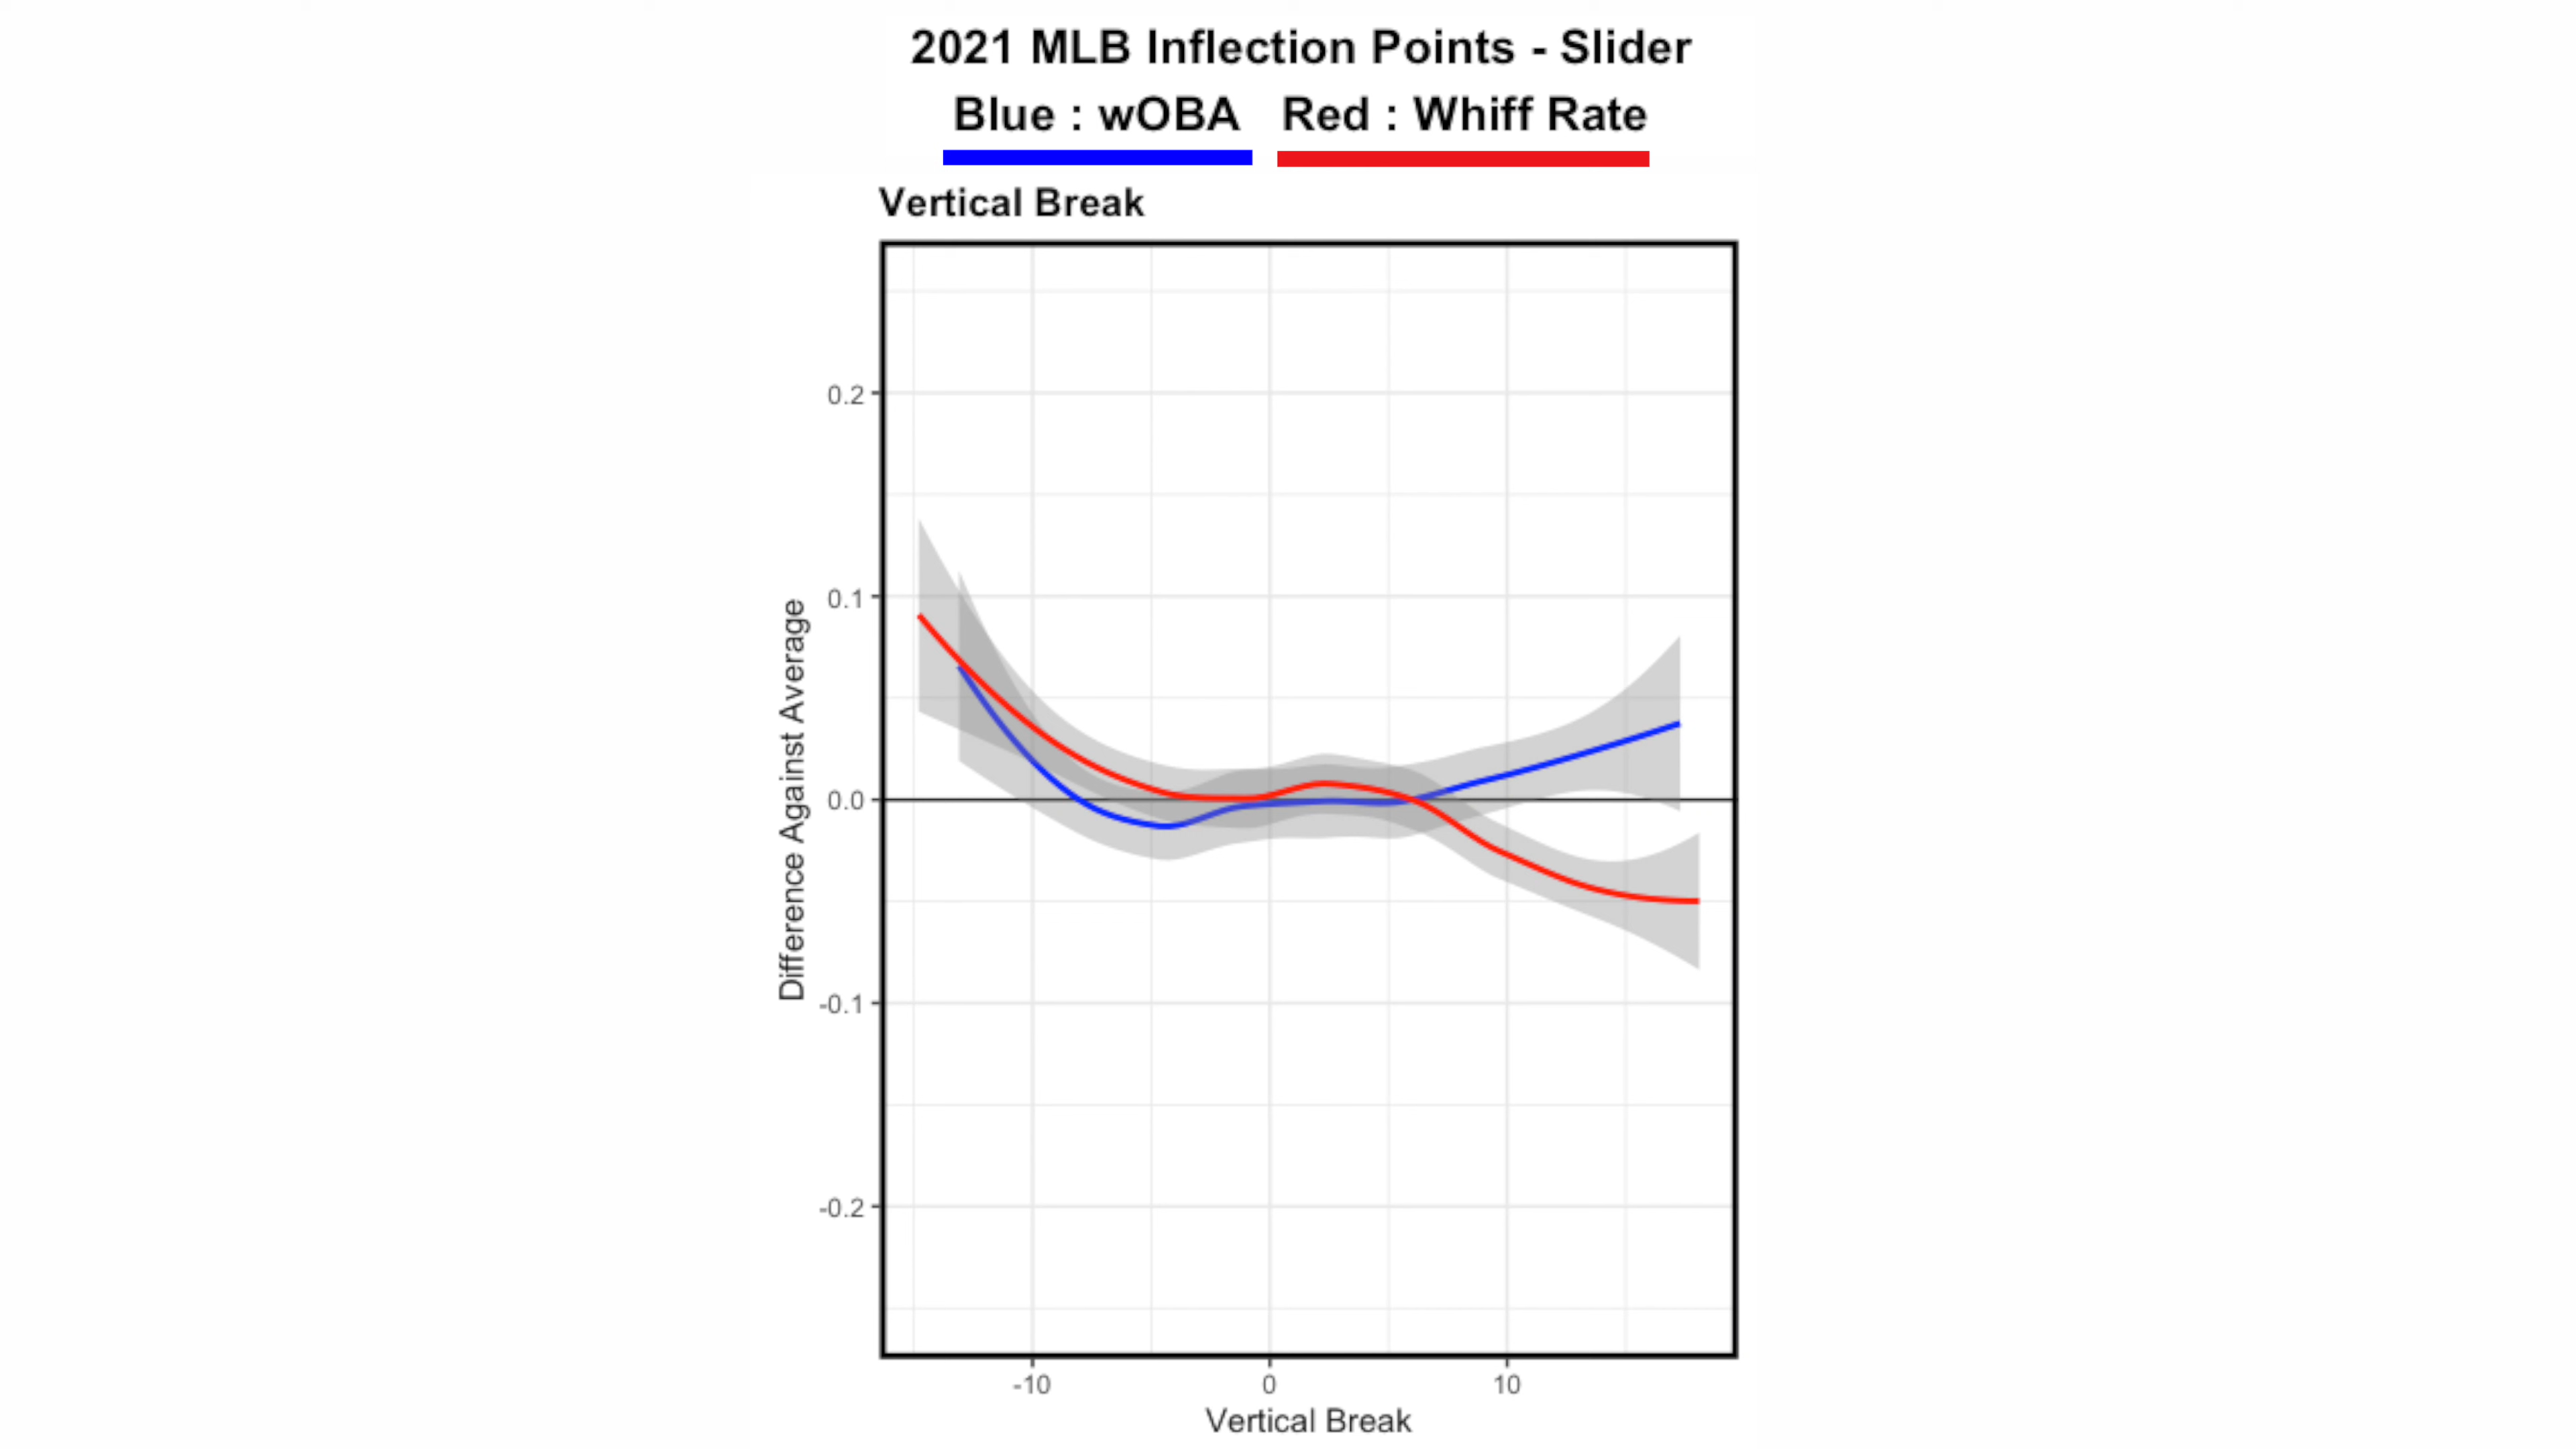 2021 MLB Inflection Points - Slider
Blue : wOBA Red : Whiff Rate
Vertical Break
Difference Against Average
0.2
0.1
0.0
-0.1
-0.2
-10 0 10
Vertical Break